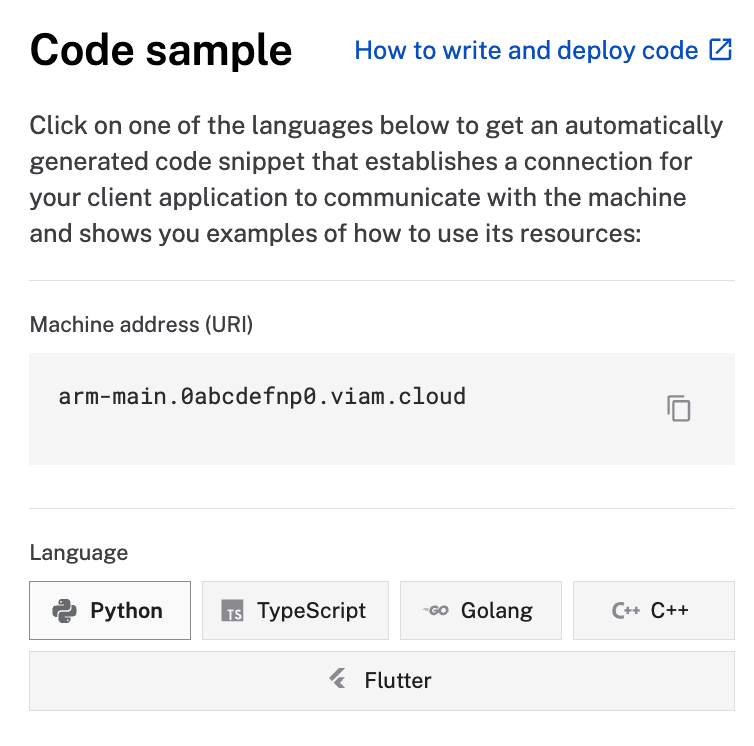 Code sample
How to write and deploy code
Click on one of the languages below to get an automatically
generated code snippet that establishes a connection for
your client application to communicate with the machine
and shows you examples of how to use its resources:
Machine address (URI)
arm-main.0abcdefnp0.viam.cloud
Language
Python
TS TypeScript
GO Golang
C++ C++
Flutter